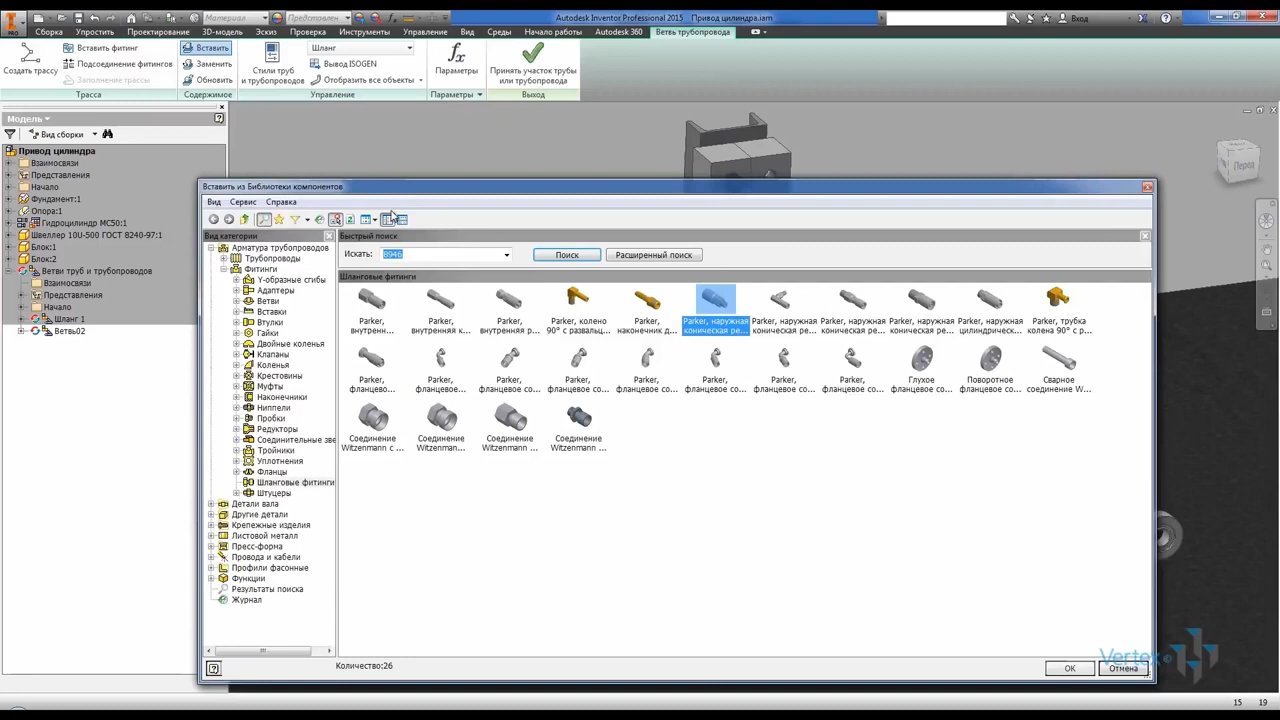 Материал
Представлен
Autodesk Inventor Professional 2015 Привод цилиндра.iam
Вход
PRO
Сборка Упростить Проектирование 3D-модель Эскиз Проверка Инструменты Управление Вид Среды Начало работы Autodesk 360 Ветвь трубопровода
Создать трассу
Вставить фитинг
Подсоединение фитингов
Заполнение трассы
Трасса
Вставить
Заменить
Обновить
Содержимое
Стили труб
и трубопроводов
Шланг
Вывод ISOGEN
Отобразить все объекты
Управление
fx
Параметры
Параметры
Принять участок трубы
или трубопровода
Выход
Модель
Вид сборки
Привод цилиндра
Взаимосвязи
Представления
Начало
Фундамент:1
Опора:1
Гидроцилиндр МС50:1
Швеллер 10U-500 ГОСТ 8240-97:1
Блок:1
Блок:2
Ветви труб и трубопроводов
Взаимосвязи
Представления
Начало
Шланг 1
Ветвь02
Перед
Вставить из Библиотеки компонентов
Вид Сервис Справка
Вид категории
Арматура трубопроводов
Трубопроводы
Фитинги
Y-образные сгибы
Адаптеры
Ветви
Вставки
Втулки
Гайки
Двойные коленья
Клапаны
Коленья
Крестовины
Муфты
Наконечники
Ниппели
Пробки
Редукторы
Соединительные зве
Тройники
Уплотнения
Фланцы
Шланговые фитинги
Штуцеры
Детали вала
Другие детали
Крепежные изделия
Листовой металл
Пресс-форма
Провода и кабели
Профили фасонные
Функции
Результаты поиска
Журнал
Быстрый поиск
Искать: 8946 Поиск Расширенный поиск
Шланговые фитинги
Parker, внутренн...
Parker, внутренняя к...
Parker, внутренняя р...
Parker, колено 90° с развальц...
Parker, наконечник д...
Parker, наружная коническая ре...
Parker, наружная коническая ре...
Parker, наружная коническая ре...
Parker, наружная коническая ре...
Parker, наружная цилиндрическ...
Parker, трубка колена 90° с р...
Parker, фланцево...
Parker, фланцевое...
Parker, фланцевое со...
Parker, фланцевое со...
Parker, фланцевое со...
Parker, фланцевое со...
Parker, фланцевое со...
Parker, фланцевое со...
Глухое фланцевое со...
Поворотное фланцевое со...
Сварное соединение W...
Соединение Witzenmann с ...
Соединение Witzenman...
Соединение Witzenmann ...
Соединение Witzenmann ...
Количество:26
ОК Отмена
Vertex
15 19